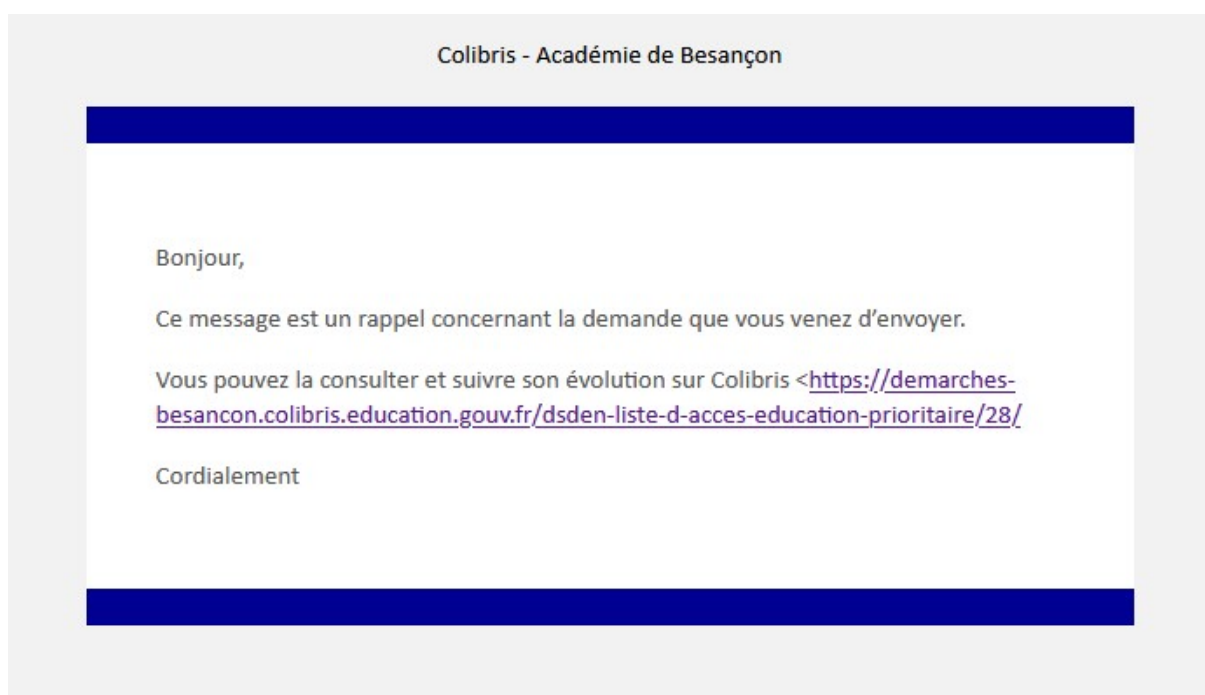 Colibris - Académie de Besançon
Bonjour,
Ce message est un rappel concernant la demande que vous venez d’envoyer.
Vous pouvez la consulter et suivre son évolution sur Colibris <https://demarches-
besancon.colibris.education.gouv.fr/dsden-liste-d-acces-education-prioritaire/28/
Cordialement